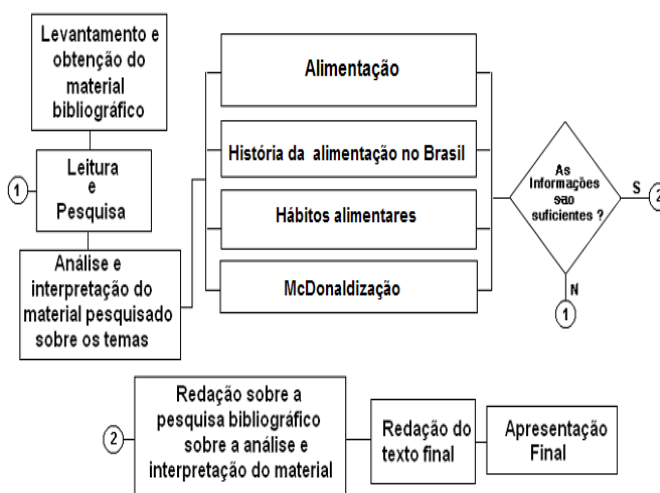 Levantamento e
obtenção do
material
bibliográfico
1
Leitura
e
Pesquisa
Análise e
interpretação do
material pesquisado
sobre os temas
Alimentação
História da alimentação no Brasil
Hábitos alimentares
McDonaldização
As
Informações
sao
suficientes ?
S
2
N
1
2
Redação sobre a
pesquisa bibliográfico
sobre a análise e
interpretação do material
Redação do
texto final
Apresentação
Final